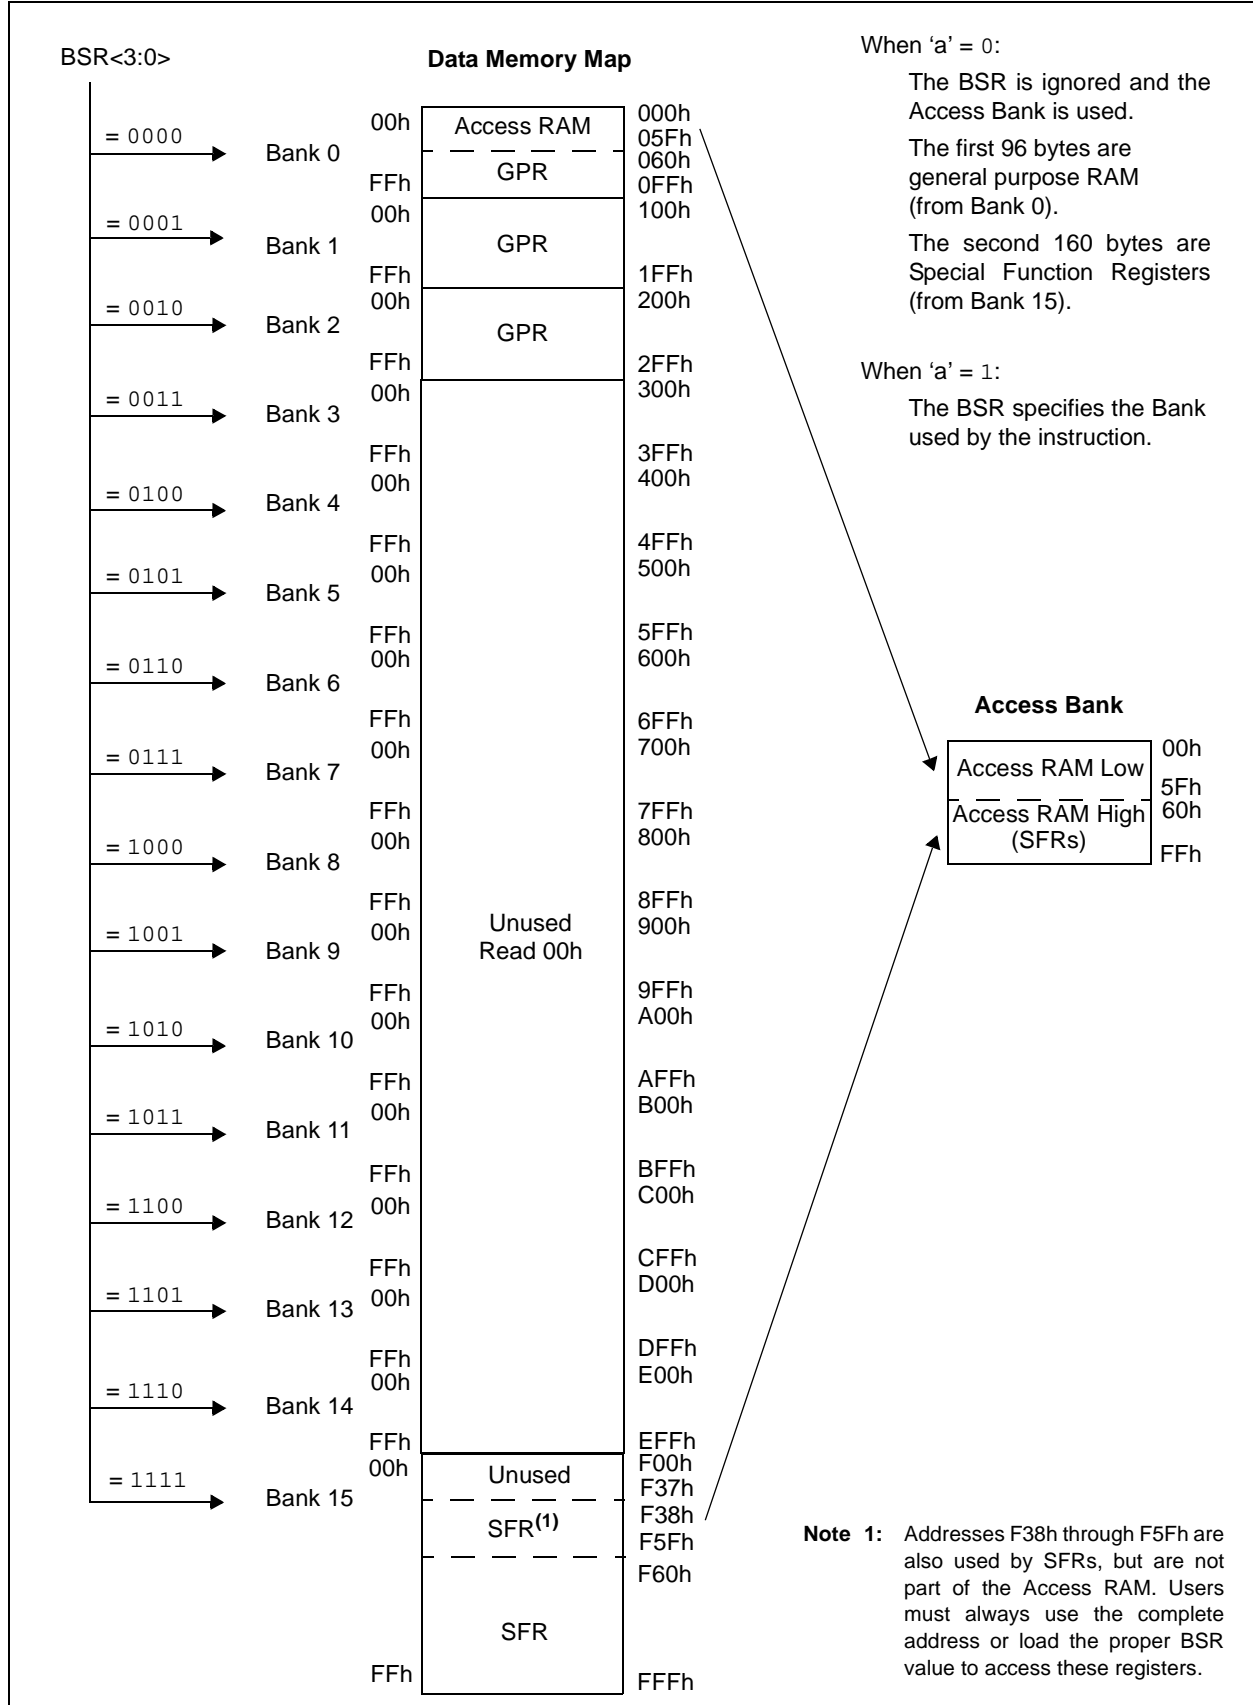 BSR<3:0>
Data Memory Map
= 0000
Bank 0
00h
Access RAM
000h
05Fh
060h
GPR
FFh
0FFh
= 0001
Bank 1
00h
100h
GPR
FFh
1FFh
= 0010
Bank 2
00h
200h
GPR
FFh
2FFh
= 0011
Bank 3
00h
300h
FFh
3FFh
= 0100
Bank 4
00h
400h
FFh
4FFh
= 0101
Bank 5
00h
500h
FFh
5FFh
= 0110
Bank 6
00h
600h
FFh
6FFh
= 0111
Bank 7
00h
700h
FFh
7FFh
= 1000
Bank 8
00h
800h
FFh
8FFh
= 1001
Bank 9
00h
900h
Unused
Read 00h
FFh
9FFh
= 1010
Bank 10
00h
A00h
FFh
AFFh
= 1011
Bank 11
00h
B00h
FFh
BFFh
= 1100
Bank 12
00h
C00h
FFh
CFFh
= 1101
Bank 13
00h
D00h
FFh
DFFh
= 1110
Bank 14
00h
E00h
FFh
EFFh
= 1111
Bank 15
00h
F00h
Unused
F37h
F38h
SFR(1)
F5Fh
F60h
SFR
FFh
FFFh
When ‘a’ = 0:
The BSR is ignored and the
Access Bank is used.
The first 96 bytes are
general purpose RAM
(from Bank 0).
The second 160 bytes are
Special Function Registers
(from Bank 15).
When ‘a’ = 1:
The BSR specifies the Bank
used by the instruction.
Access Bank
Access RAM Low
00h
5Fh
Access RAM High
(SFRs)
60h
FFh
Note 1: Addresses F38h through F5Fh are
also used by SFRs, but are not
part of the Access RAM. Users
must always use the complete
address or load the proper BSR
value to access these registers.